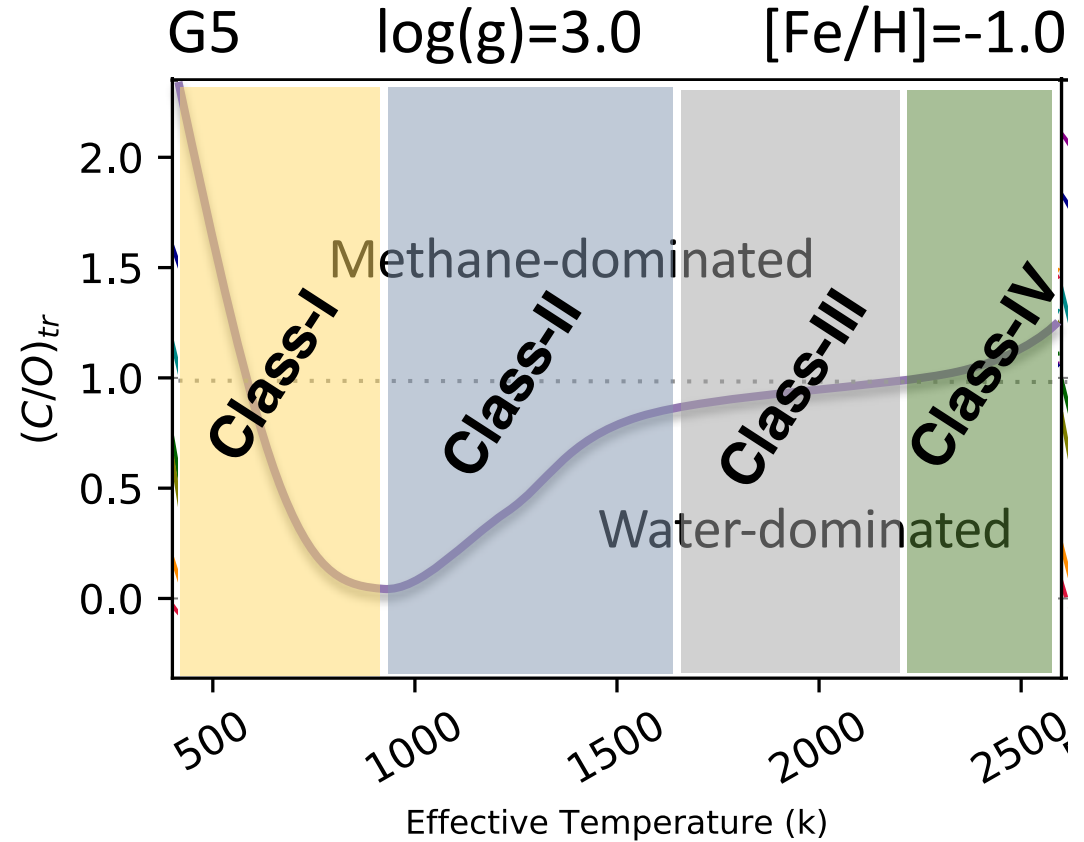 G5 log(g)=3.0 [Fe/H]=-1.0
2.0
1.5
1.0
0.5
0.0
(C/O)tr
Methane-dominated
Class-I
Class-II
Class-III
Class-IV
Water-dominated
500 1000 1500 2000 2500
Effective Temperature (k)